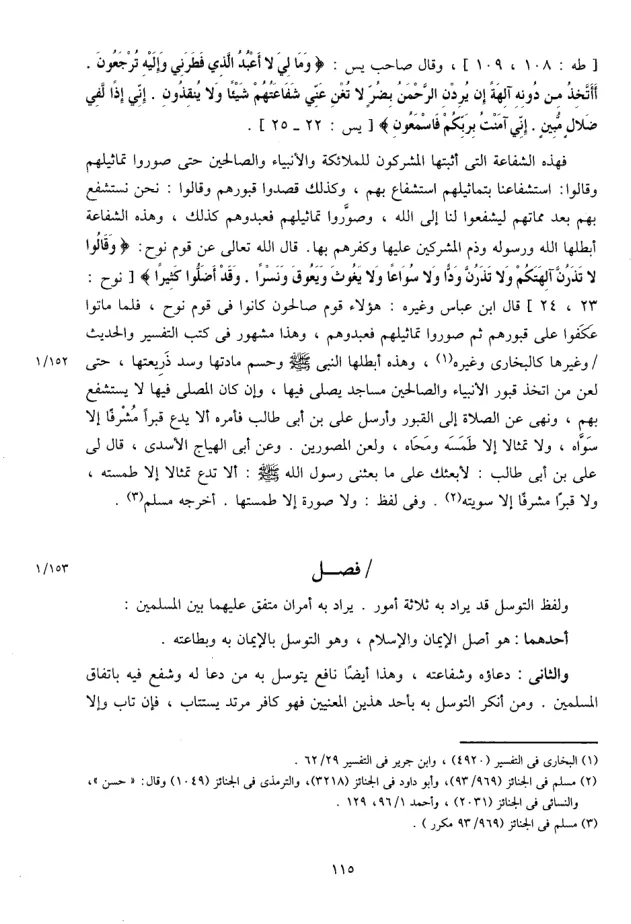 [ طه : ١٠٨ ، ١٠٩ ] ، وقال صاحب يس : ﴿ وَمَا لِيَ لا أَعْبُدُ الَّذِي فَطَرَنِي وَإِلَيْهِ تُرْجَعُونَ .
أَأَتَّخِذُ مِن دُونِهِ آلِهَةً إِن يُرِدْنِ الرَّحْمَنُ بِضُرٍّ لا تُغْنِ عَنِّي شَفَاعَتُهُمْ شَيْئًا وَلا يُنقِذُونِ . إِنِّي إِذًا لَّفِي
ضَلالٍ مُّبِينٍ . إِنِّي آمَنتُ بِرَبِّكُمْ فَاسْمَعُونِ ﴾ [ يس : ٢٢ ـ ٢٥ ] .
فهذه الشفاعة التى أثبتها المشركون للملائكة والأنبياء والصالحين حتى صوروا تماثيلهم
وقالوا: استشفاعنا بتماثيلهم استشفاع بهم ، وكذلك قصدوا قبورهم وقالوا : نحن نستشفع
بهم بعد مماتهم ليشفعوا لنا إلى الله ، وصوَّروا تماثيلهم فعبدوهم كذلك ، وهذه الشفاعة
أبطلها الله ورسوله وذم المشركين عليها وكفرهم بها. قال الله تعالى عن قوم نوح: ﴿ وَقَالُوا
لا تَذَرُنَّ آلِهَتَكُمْ وَلا تَذَرُنَّ وَدًّا وَلا سُوَاعًا وَلا يَغُوثَ وَيَعُوقَ وَنَسْرًا . وَقَدْ أَضَلُّوا كَثِيرًا ﴾ [ نوح :
٢٣ ، ٢٤ ] قال ابن عباس وغيره : هؤلاء قوم صالحون كانوا فى قوم نوح ، فلما ماتوا
عكفوا على قبورهم ثم صوروا تماثيلهم فعبدوهم ، وهذا مشهور فى كتب التفسير والحديث
/ وغيرها كالبخارى وغيره(١) ، وهذه أبطلها النبى ﷺ وحسم مادتها وسد ذَرِيعتها ، حتى ١/١٥٢
لعن من اتخذ قبور الأنبياء والصالحين مساجد يصلى فيها ، وإن كان المصلى فيها لا يستشفع
بهم ، ونهى عن الصلاة إلى القبور وأرسل على بن أبى طالب فأمره ألا يدع قبراً مُشْرِفًا إلا
سوَّاه ، ولا تمثالا إلا طَمَسَه ومَحَاه ، ولعن المصورين . وعن أبى الهياج الأسدى ، قال لى
على بن أبى طالب : لأبعثك على ما بعثنى رسول الله ﷺ : ألا تدع تمثالا إلا طمسته ،
ولا قبرًا مشرفًا إلا سويته(٢) . وفى لفظ : ولا صورة إلا طمستها . أخرجه مسلم(٣) .
/ فصــل ١/١٥٣
ولفظ التوسل قد يراد به ثلاثة أمور . يراد به أمران متفق عليهما بين المسلمين :
أحدهما : هو أصل الإيمان والإسلام ، وهو التوسل بالإيمان به وبطاعته .
والثانى : دعاؤه وشفاعته ، وهذا أيضًا نافع يتوسل به من دعا له وشفع فيه باتفاق
المسلمين . ومن أنكر التوسل به بأحد هذين المعنيين فهو كافر مرتد يستتاب ، فإن تاب وإلا
(١) البخارى فى التفسير (٤٩٢٠) ، وابن جرير فى التفسير ٦٢/٢٩ .
(٢) مسلم فى الجنائز (٩٣/٩٦٩)، وأبو داود فى الجنائز (٣٢١٨)، والترمذى فى الجنائز (١٠٤٩) وقال: « حسن »،
والنسائى فى الجنائز (٢٠٣١) ، وأحمد ٩٦/١، ١٢٩ .
(٣) مسلم فى الجنائز (٩٣/٩٦٩ مكرر ) .
١١٥